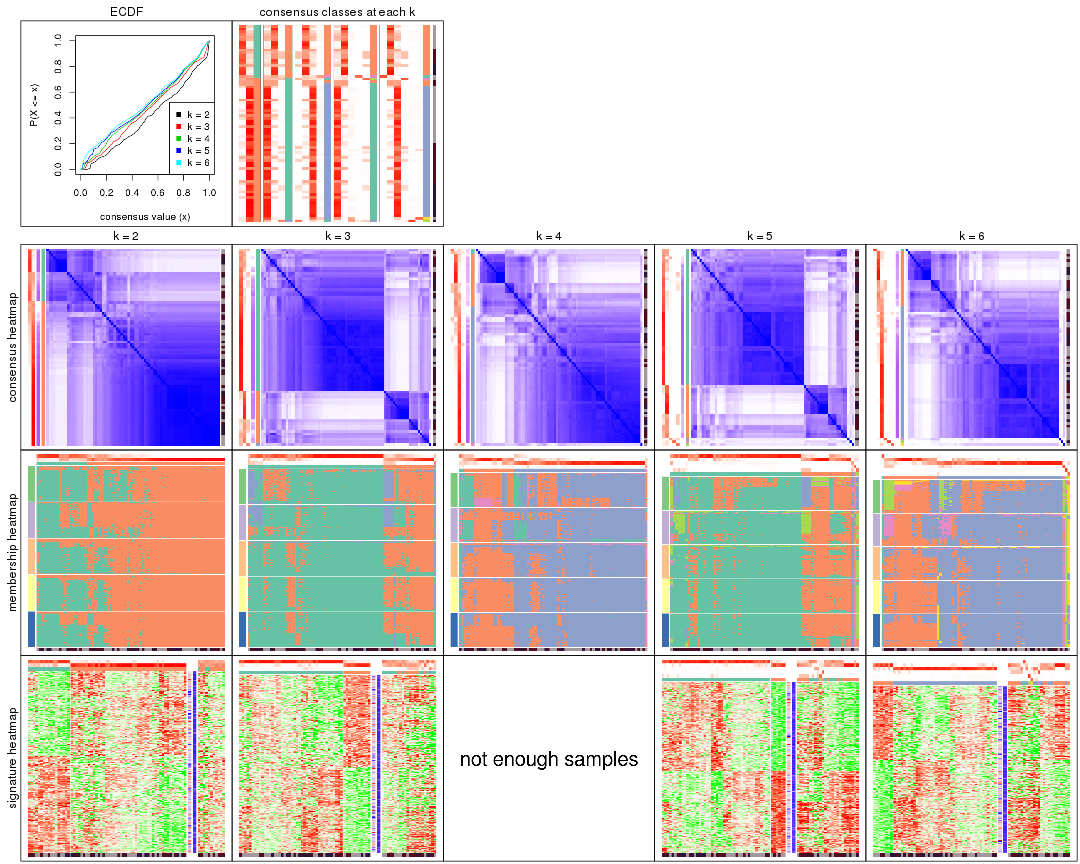 ECDF
consensus classes at each k
P(X <= x)
0.0 0.2 0.4 0.6 0.8 1.0
k = 2
k = 3
k = 4
k = 5
k = 6
0.0 0.2 0.4 0.6 0.8 1.0
consensus value (x)
k = 2
k = 3
k = 4
k = 5
k = 6
consensus heatmap
membership heatmap
signature heatmap
not enough samples